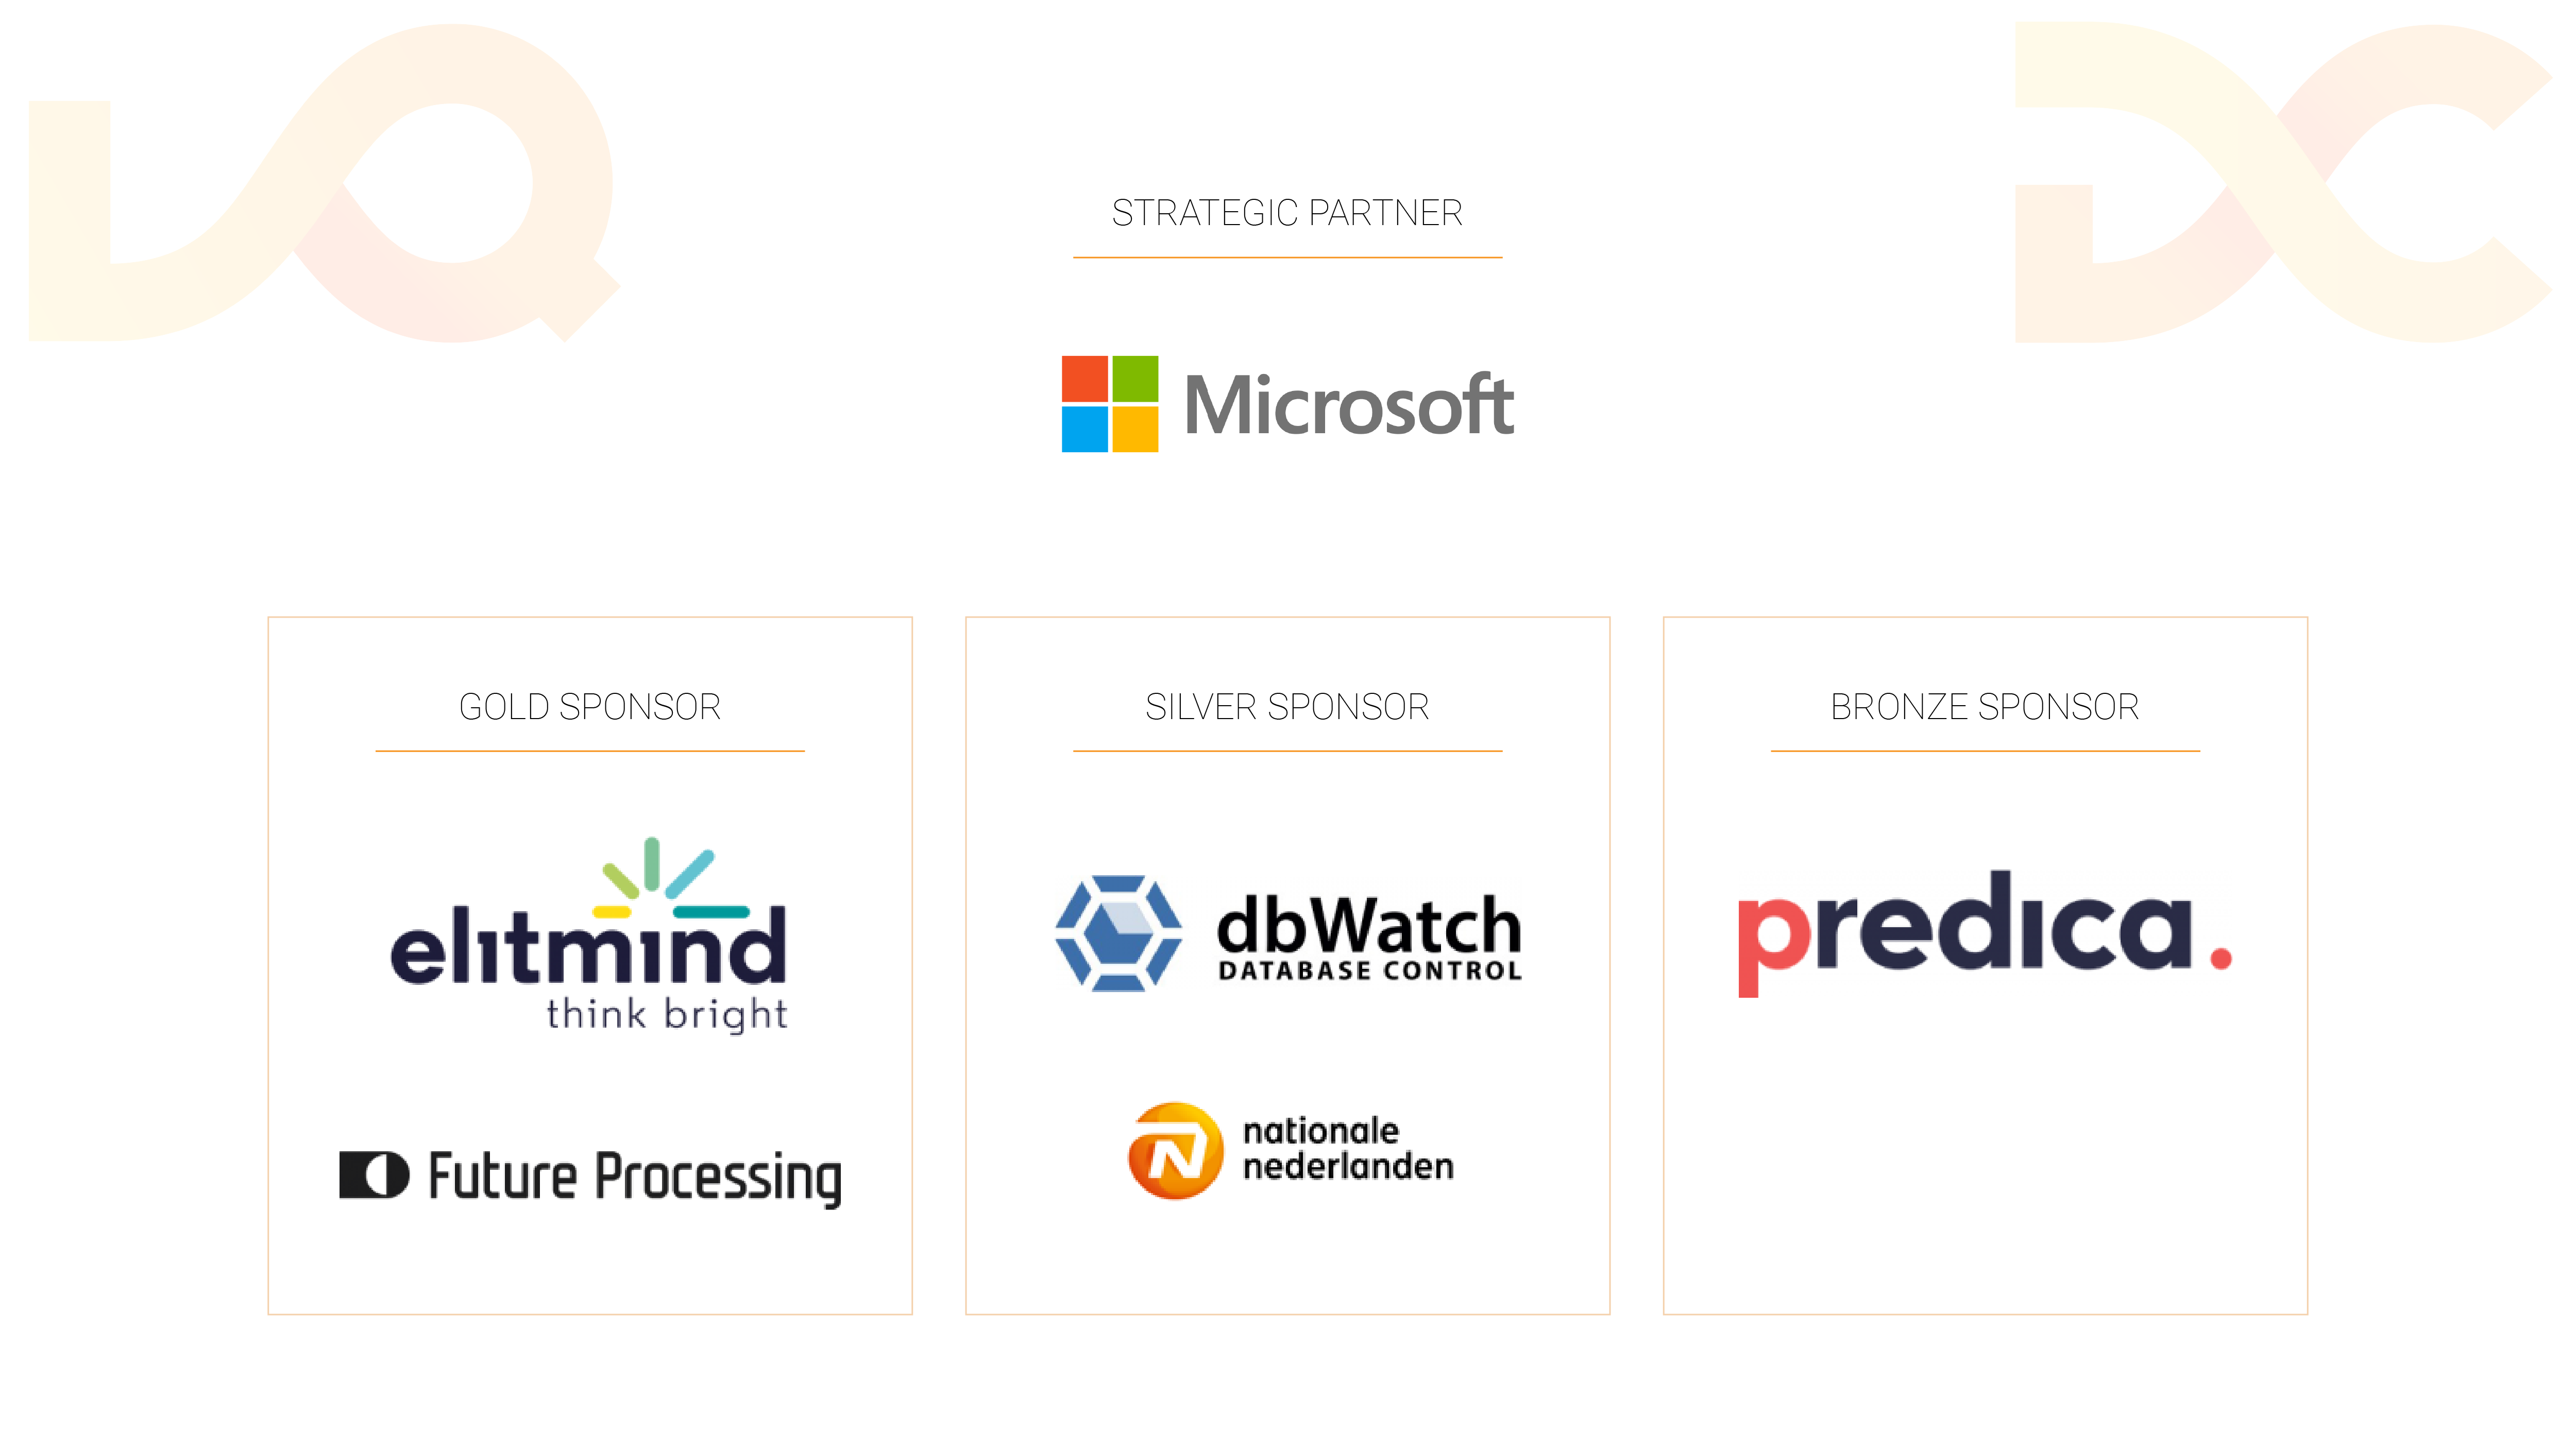 STRATEGIC PARTNER
Microsoft
GOLD SPONSOR
elitmind
think bright
Future Processing
SILVER SPONSOR
dbWatch
DATABASE CONTROL
nationale
nederlanden
BRONZE SPONSOR
predica.